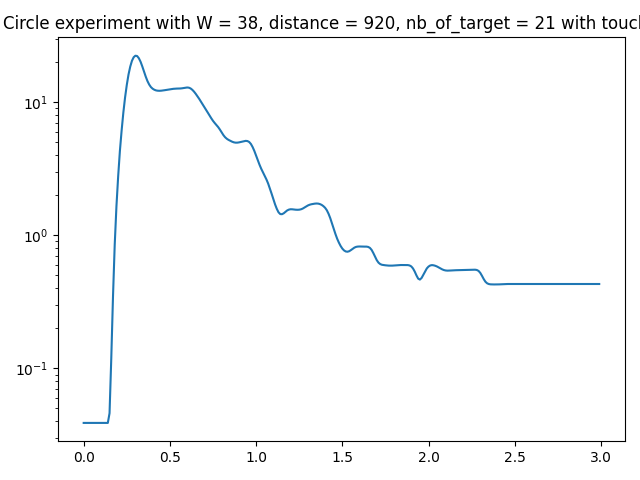 Circle experiment with W = 38, distance = 920, nb_of_target = 21 with touc
10¹
10⁰
10⁻¹
0.0 0.5 1.0 1.5 2.0 2.5 3.0